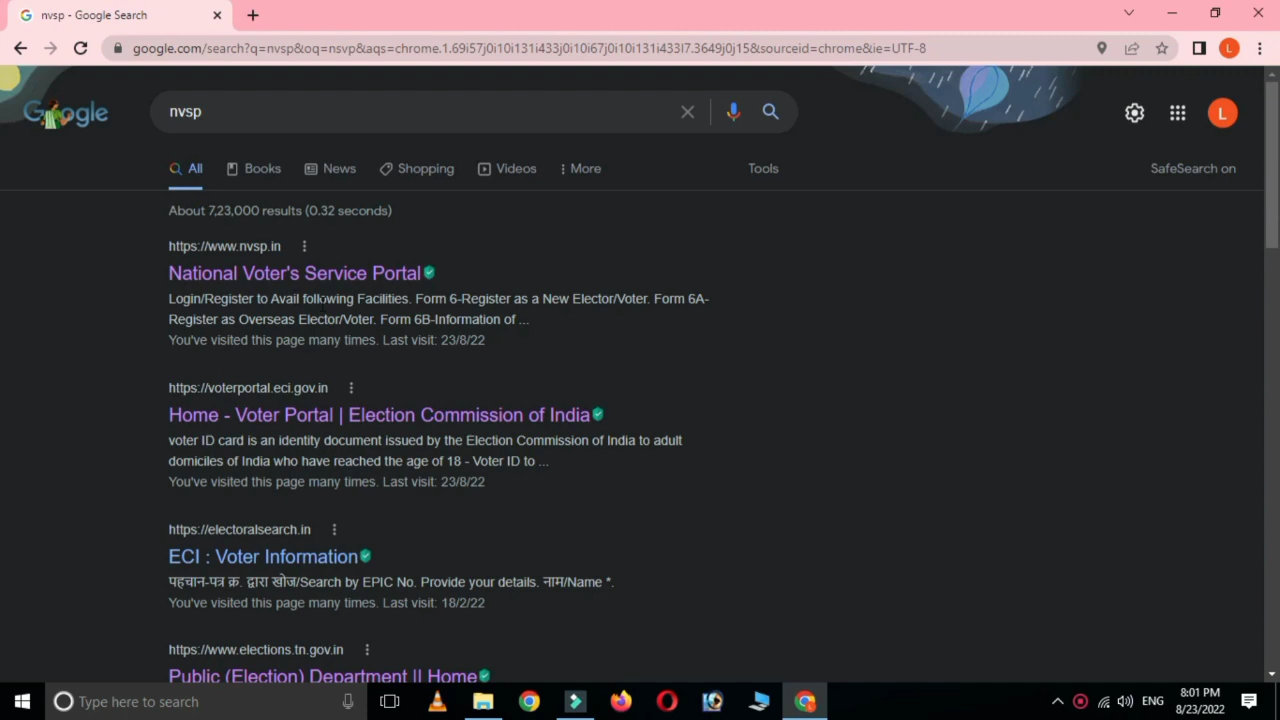 nvsp - Google Search
google.com/search?q=nvsp&oq=nsvp&aqs=chrome.1.69i57j0i10i131i433j0i10i67j0i10i131i433l7.3649j0j15&sourceid=chrome&ie=UTF-8
L
Google
nvsp
L
All
Books
News
Shopping
Videos
More
Tools
SafeSearch on
About 7,23,000 results (0.32 seconds)
https://www.nvsp.in
National Voter's Service Portal
Login/Register to Avail following Facilities. Form 6-Register as a New Elector/Voter. Form 6A-
Register as Overseas Elector/Voter. Form 6B-Information of ...
You've visited this page many times. Last visit: 23/8/22
https://voterportal.eci.gov.in
Home - Voter Portal | Election Commission of India
voter ID card is an identity document issued by the Election Commission of India to adult
domiciles of India who have reached the age of 18 - Voter ID to ...
You've visited this page many times. Last visit: 23/8/22
https://electoralsearch.in
ECI : Voter Information
पहचान-पत्र क्र. द्वारा खोज/Search by EPIC No. Provide your details. नाम/Name *.
You've visited this page many times. Last visit: 18/2/22
https://www.elections.tn.gov.in
Public (Election) Department || Home
Type here to search
ENG
8:01 PM
8/23/2022